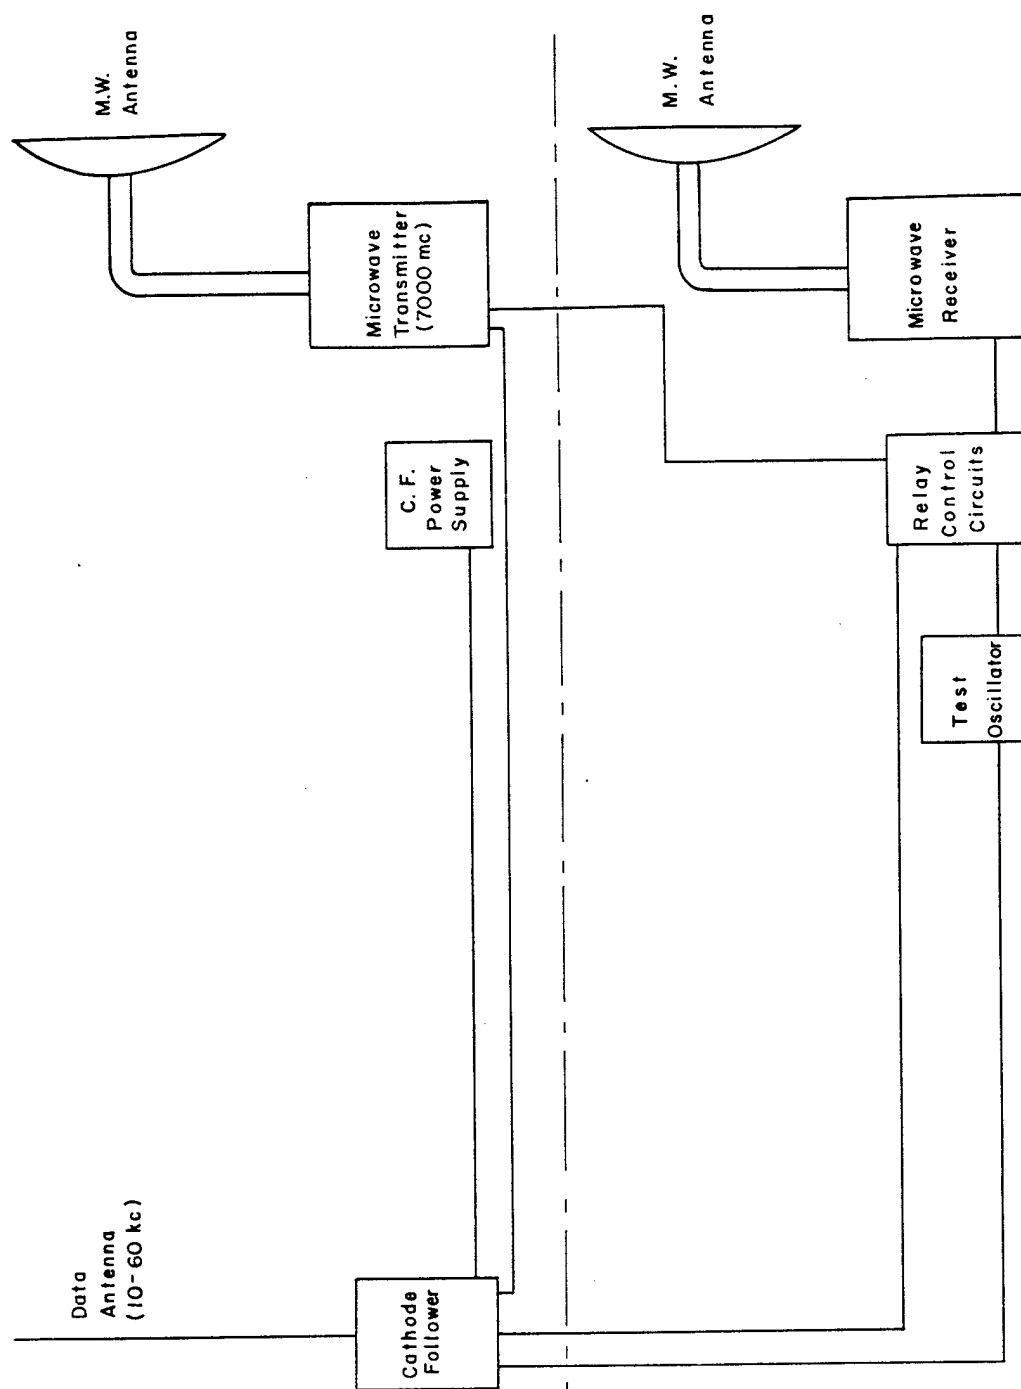 Data
Antenna
(10-60 kc)
Cathode
Follower
C. F.
Power
Supply
Microwave
Transmitter
(7000 mc)
M.W.
Antenna
Test
Oscillator
Relay
Control
Circuits
Microwave
Receiver
M.W.
Antenna